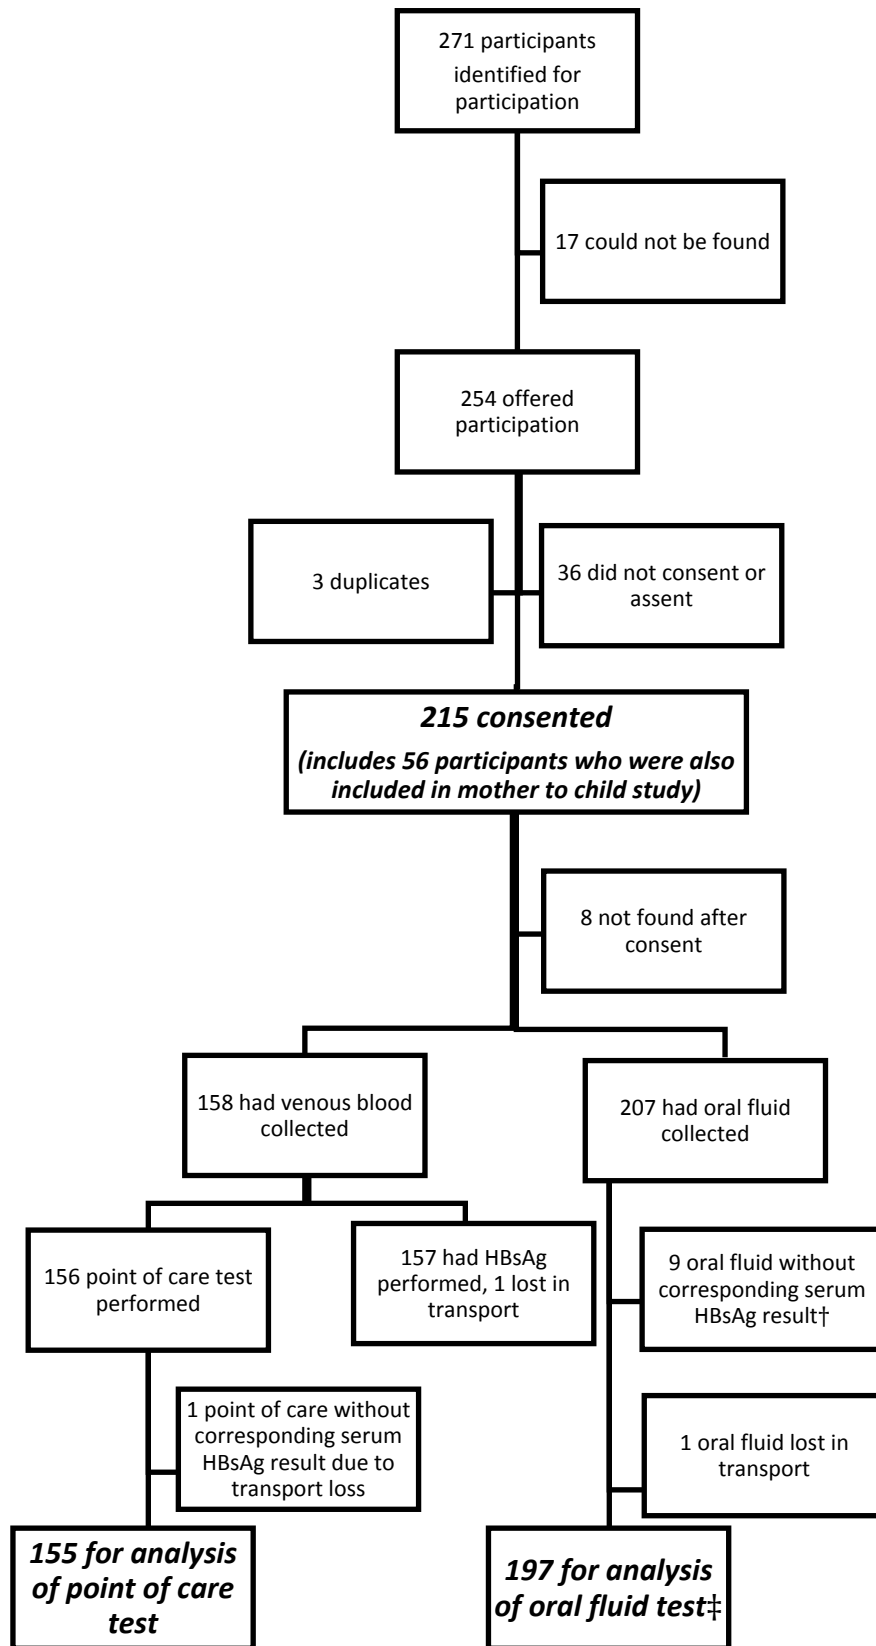 271 participants
identified for
participation
17 could not be found
254 offered
participation
3 duplicates
36 did not consent or
assent
215 consented
(includes 56 participants who were also
included in mother to child study)
8 not found after
consent
158 had venous blood
collected
207 had oral fluid
collected
156 point of care test
performed
157 had HBsAg
performed, 1 lost in
transport
9 oral fluid without
corresponding serum
HBsAg result†
1 point of care without
corresponding serum
HBsAg result due to
transport loss
1 oral fluid lost in
transport
155 for analysis
of point of care
test
197 for analysis
of oral fluid test‡